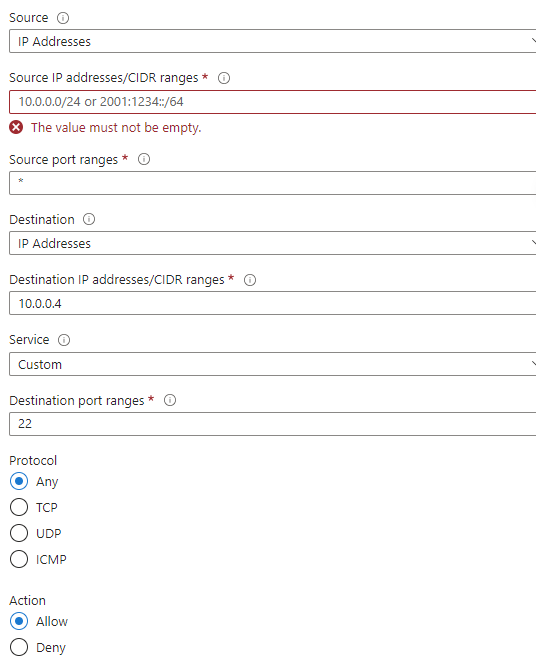 Source
IP Addresses
Source IP addresses/CIDR ranges *
10.0.0.0/24 or 2001:1234::/64
The value must not be empty.
Source port ranges *
*
Destination
IP Addresses
Destination IP addresses/CIDR ranges *
10.0.0.4
Service
Custom
Destination port ranges *
22
Protocol
Any
TCP
UDP
ICMP
Action
Allow
Deny